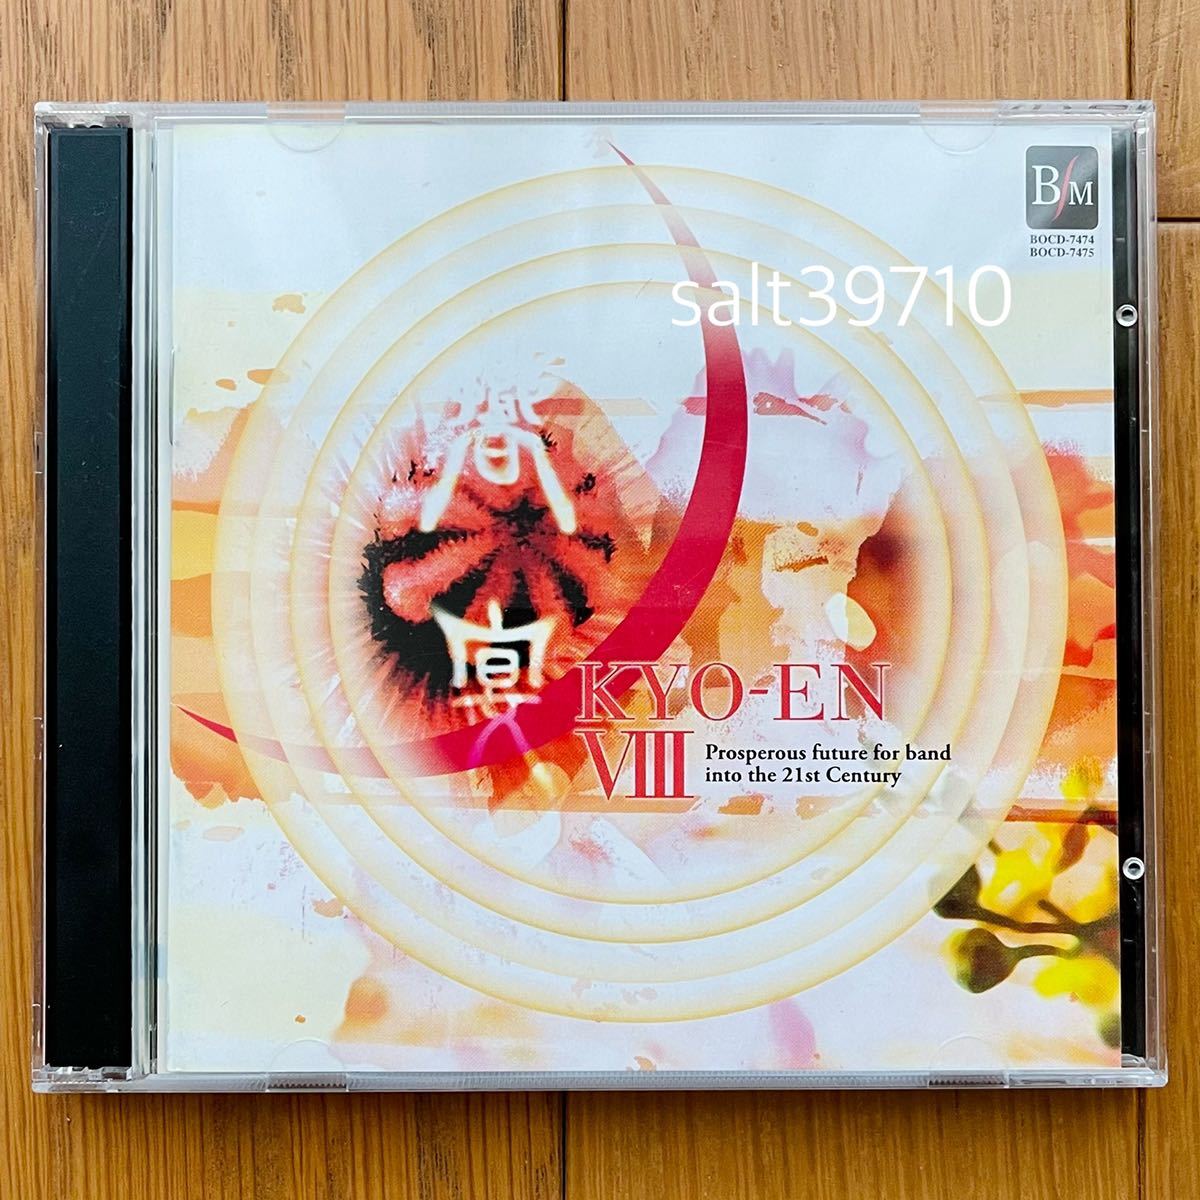 B/M
BOCD-7474
BOCD-7475
salt39710
饗
宴
KYO-EN
VIII
Prosperous future for band
into the 21st Century